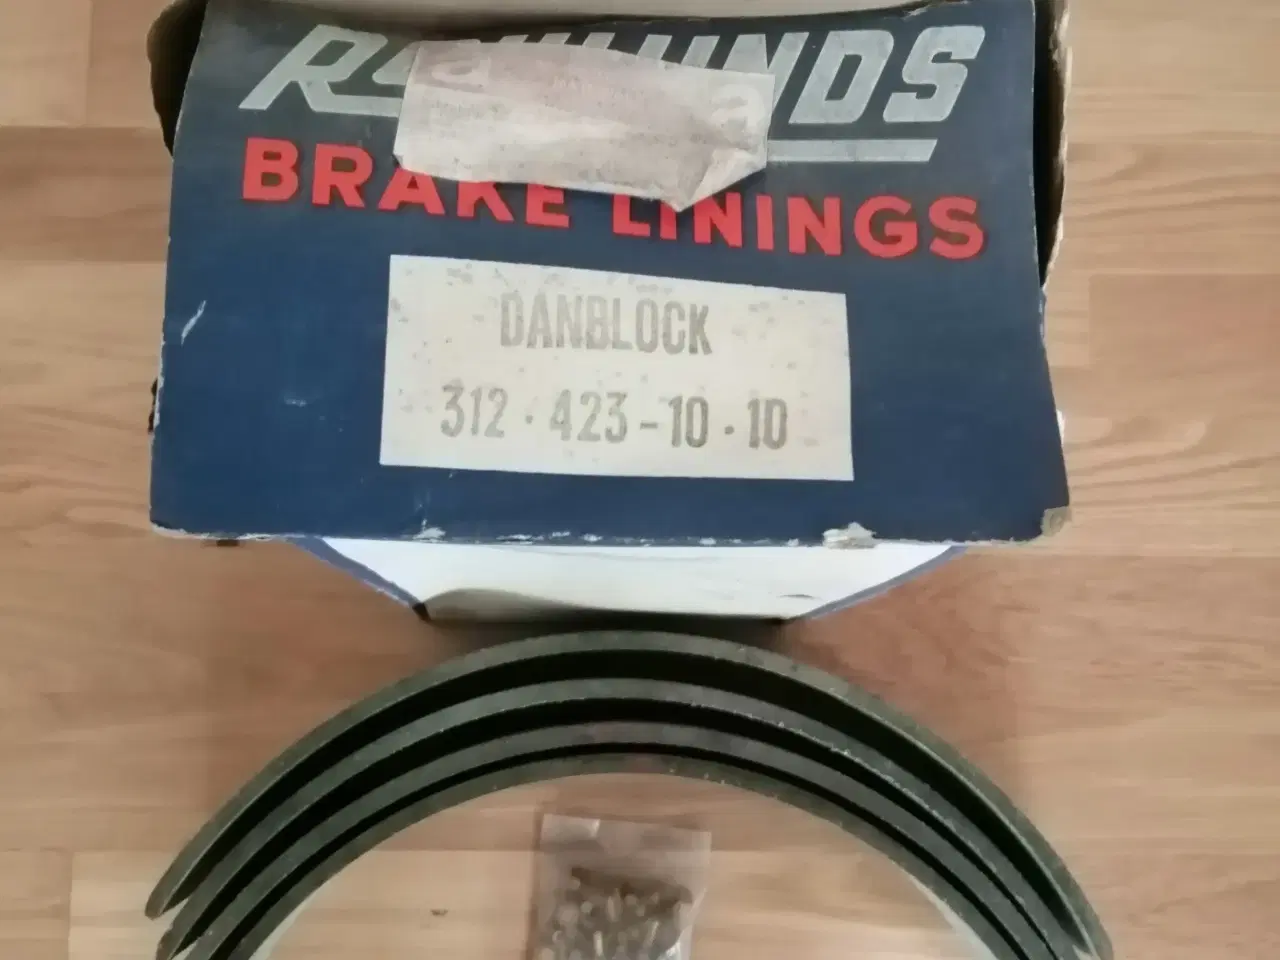 BRAKE LININGS
DANBLOCK
312 · 423 - 10 · 10